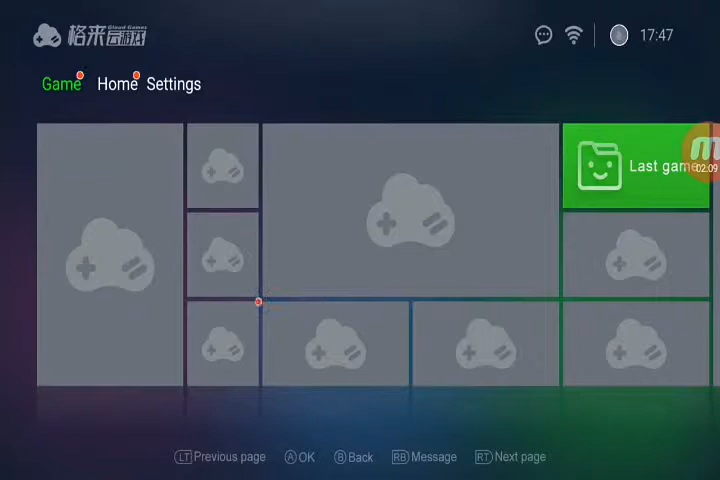 格来云游戏
Cloud Games
17:47
Game Home Settings
Last game
02:09
LT Previous page A OK B Back RB Message RT Next page